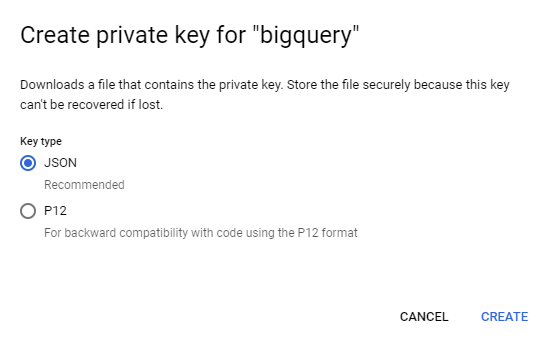 Create private key for "bigquery"
Downloads a file that contains the private key. Store the file securely because this key
can't be recovered if lost.
Key type
JSON
Recommended
P12
For backward compatibility with code using the P12 format
CANCEL CREATE